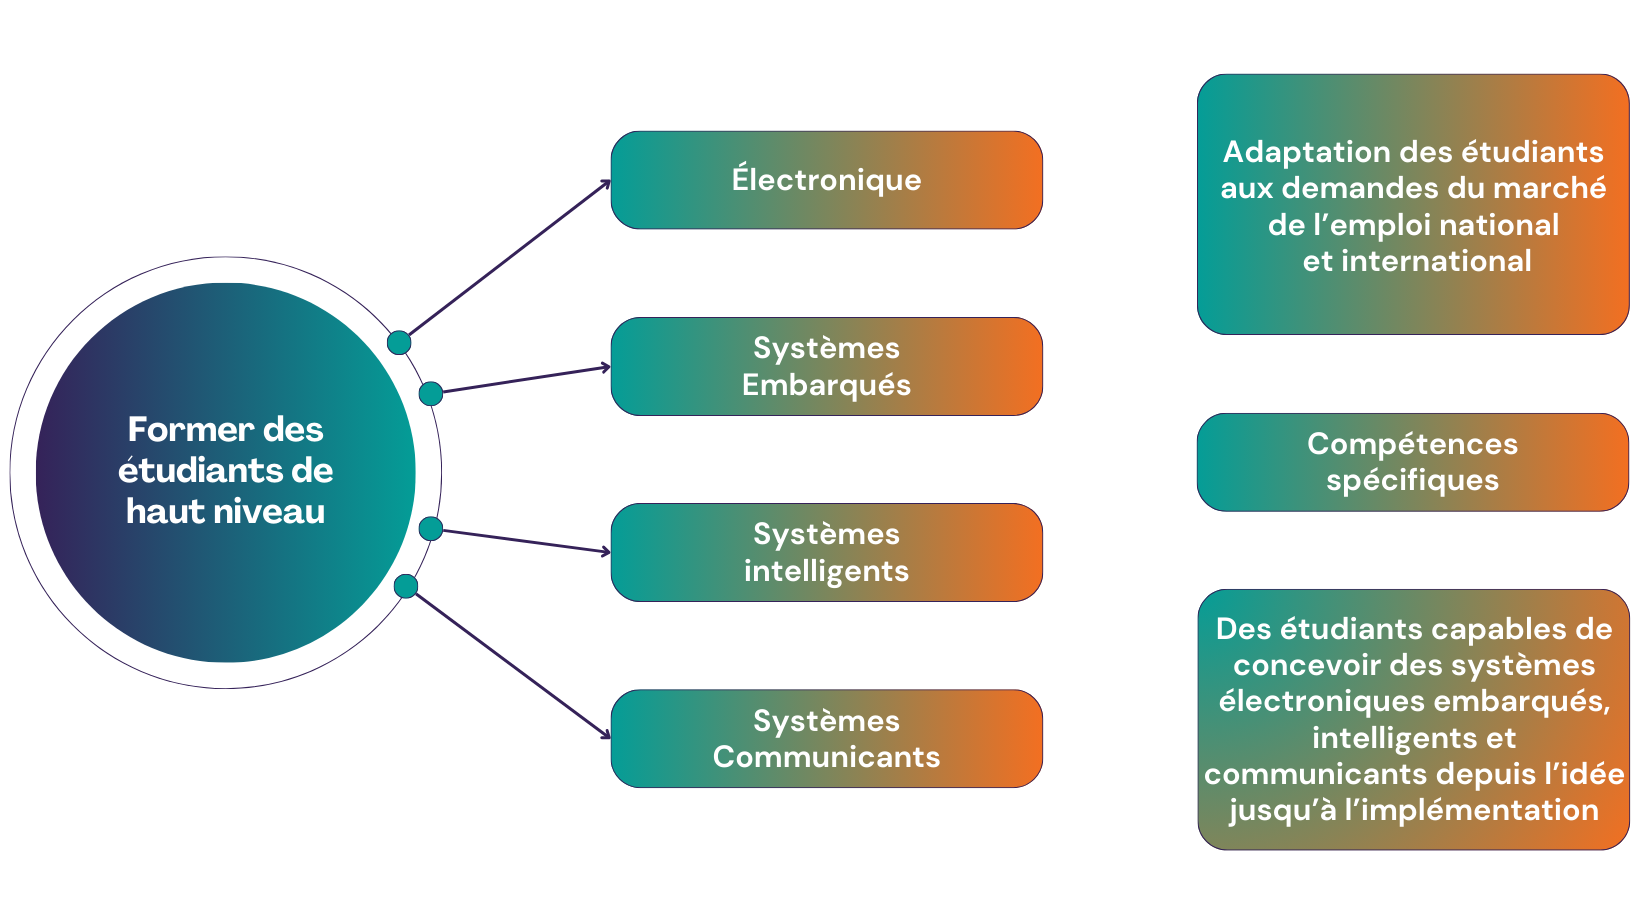 Former des
étudiants de
haut niveau
Électronique
Systèmes
Embarqués
Systèmes
intelligents
Systèmes
Communicants
Adaptation des étudiants
aux demandes du marché
de l’emploi national
et international
Compétences
spécifiques
Des étudiants capables de
concevoir des systèmes
électroniques embarqués,
intelligents et
communicants depuis l’idée
jusqu’à l’implémentation